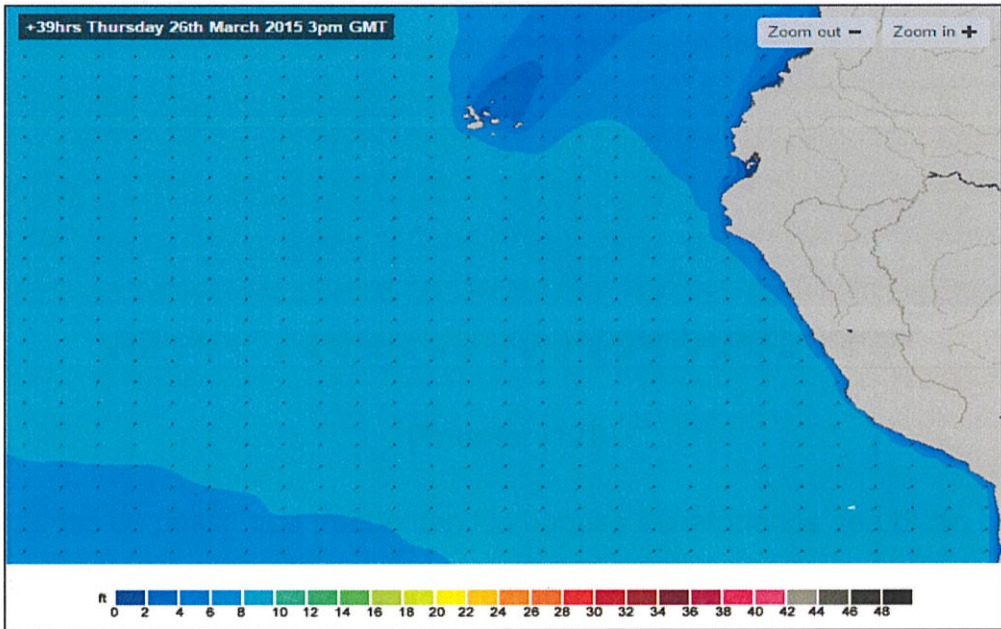 +39hrs Thursday 26th March 2015 3pm GMT
Zoom out −
Zoom in +
ft
0 2 4 6 8 10 12 14 16 18 20 22 24 26 28 30 32 34 36 38 40 42 44 46 48